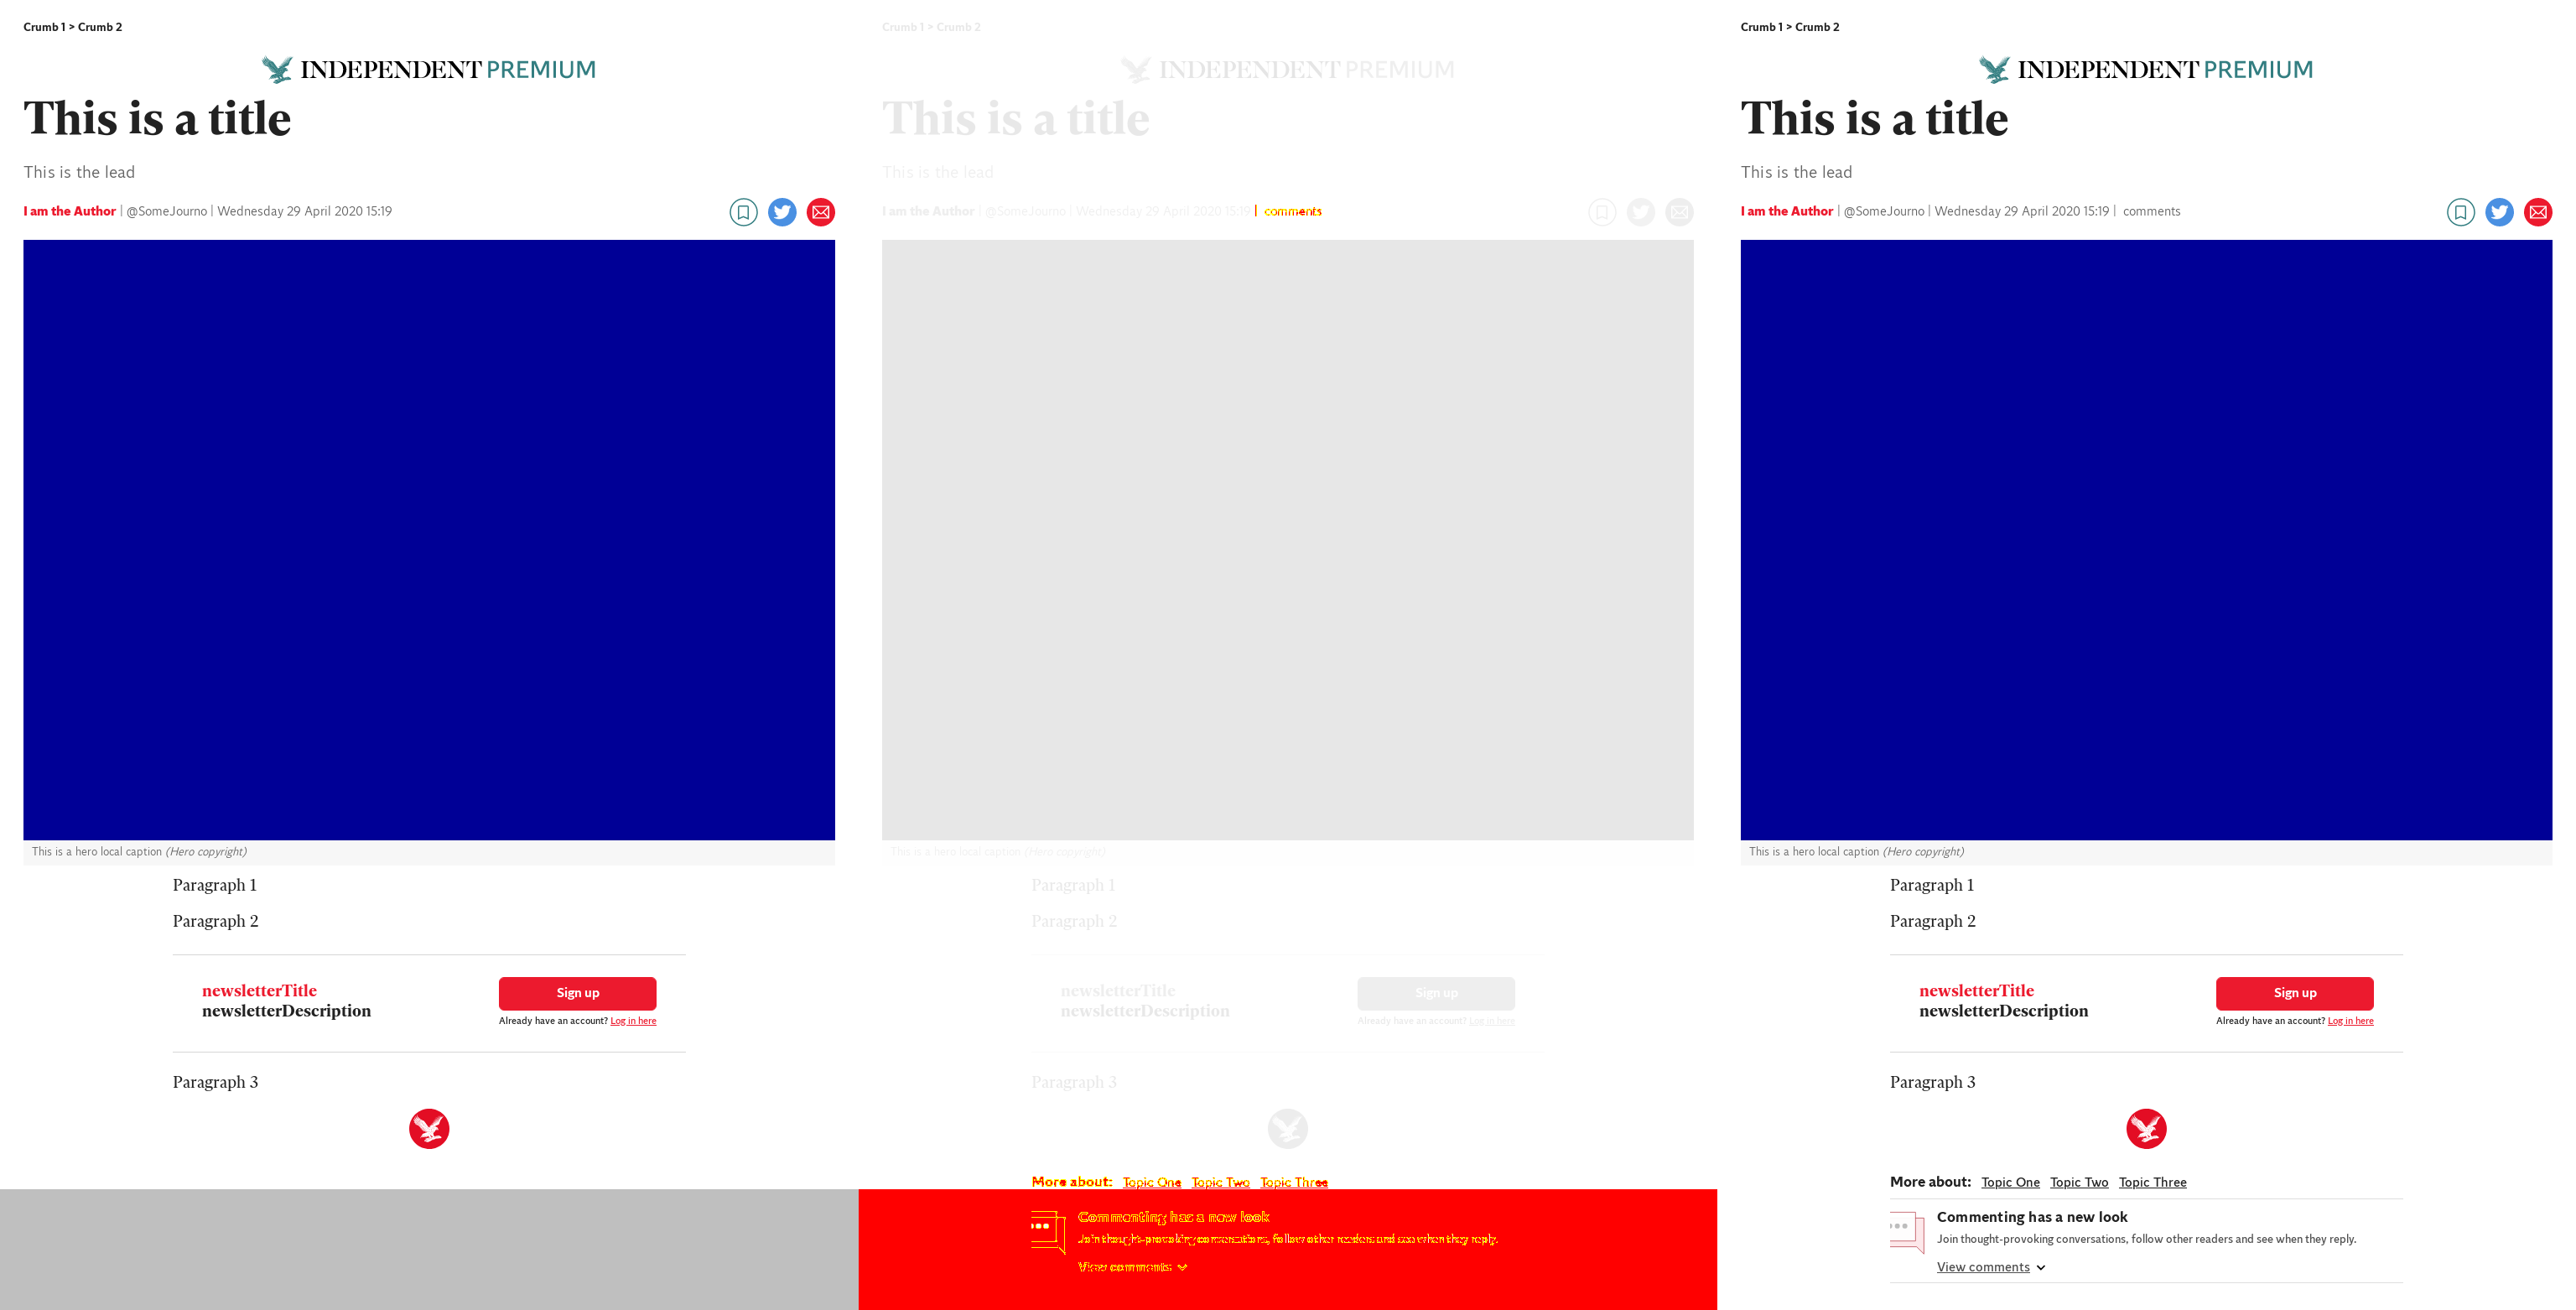 Crumb 1 > Crumb 2
INDEPENDENT PREMIUM
This is a title
This is the lead
I am the Author | @SomeJourno | Wednesday 29 April 2020 15:19
This is a hero local caption (Hero copyright)
Paragraph 1
Paragraph 2
newsletterTitle
newsletterDescription
Sign up
Already have an account? Log in here
Paragraph 3
Crumb 1 > Crumb 2
INDEPENDENT PREMIUM
This is a title
This is the lead
I am the Author | @SomeJourno | Wednesday 29 April 2020 15:19 | comments
This is a hero local caption (Hero copyright)
Paragraph 1
Paragraph 2
newsletterTitle
newsletterDescription
Sign up
Already have an account? Log in here
Paragraph 3
More about: Topic One Topic Two Topic Three
Commenting has a new look
Join thought-provoking conversations, follow other readers and see when they reply.
View comments
Crumb 1 > Crumb 2
INDEPENDENT PREMIUM
This is a title
This is the lead
I am the Author | @SomeJourno | Wednesday 29 April 2020 15:19 | comments
This is a hero local caption (Hero copyright)
Paragraph 1
Paragraph 2
newsletterTitle
newsletterDescription
Sign up
Already have an account? Log in here
Paragraph 3
More about: Topic One Topic Two Topic Three
Commenting has a new look
Join thought-provoking conversations, follow other readers and see when they reply.
View comments